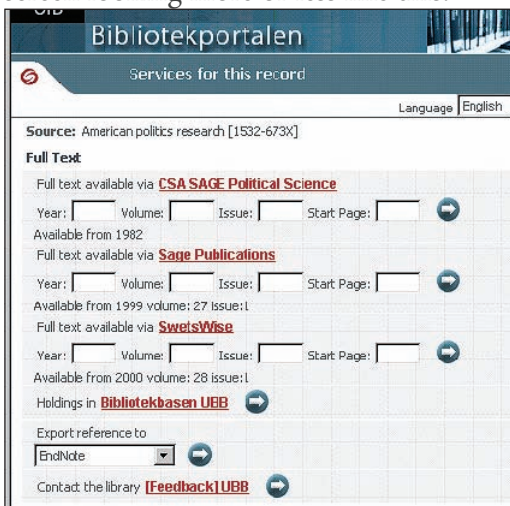 Bibliotekportalen
Services for this record
Language English
Source: American politics research [1532-673X]
Full Text
Full text available via CSA SAGE Political Science
Year: Volume: Issue: Start Page:
Available from 1982
Full text available via Sage Publications
Year: Volume: Issue: Start Page:
Available from 1999 volume: 27 issue:1
Full text available via SwetsWise
Year: Volume: Issue: Start Page:
Available from 2000 volume: 28 issue:1
Holdings in Bibliotekbasen UBB
Export reference to
EndNote
Contact the library [Feedback] UBB